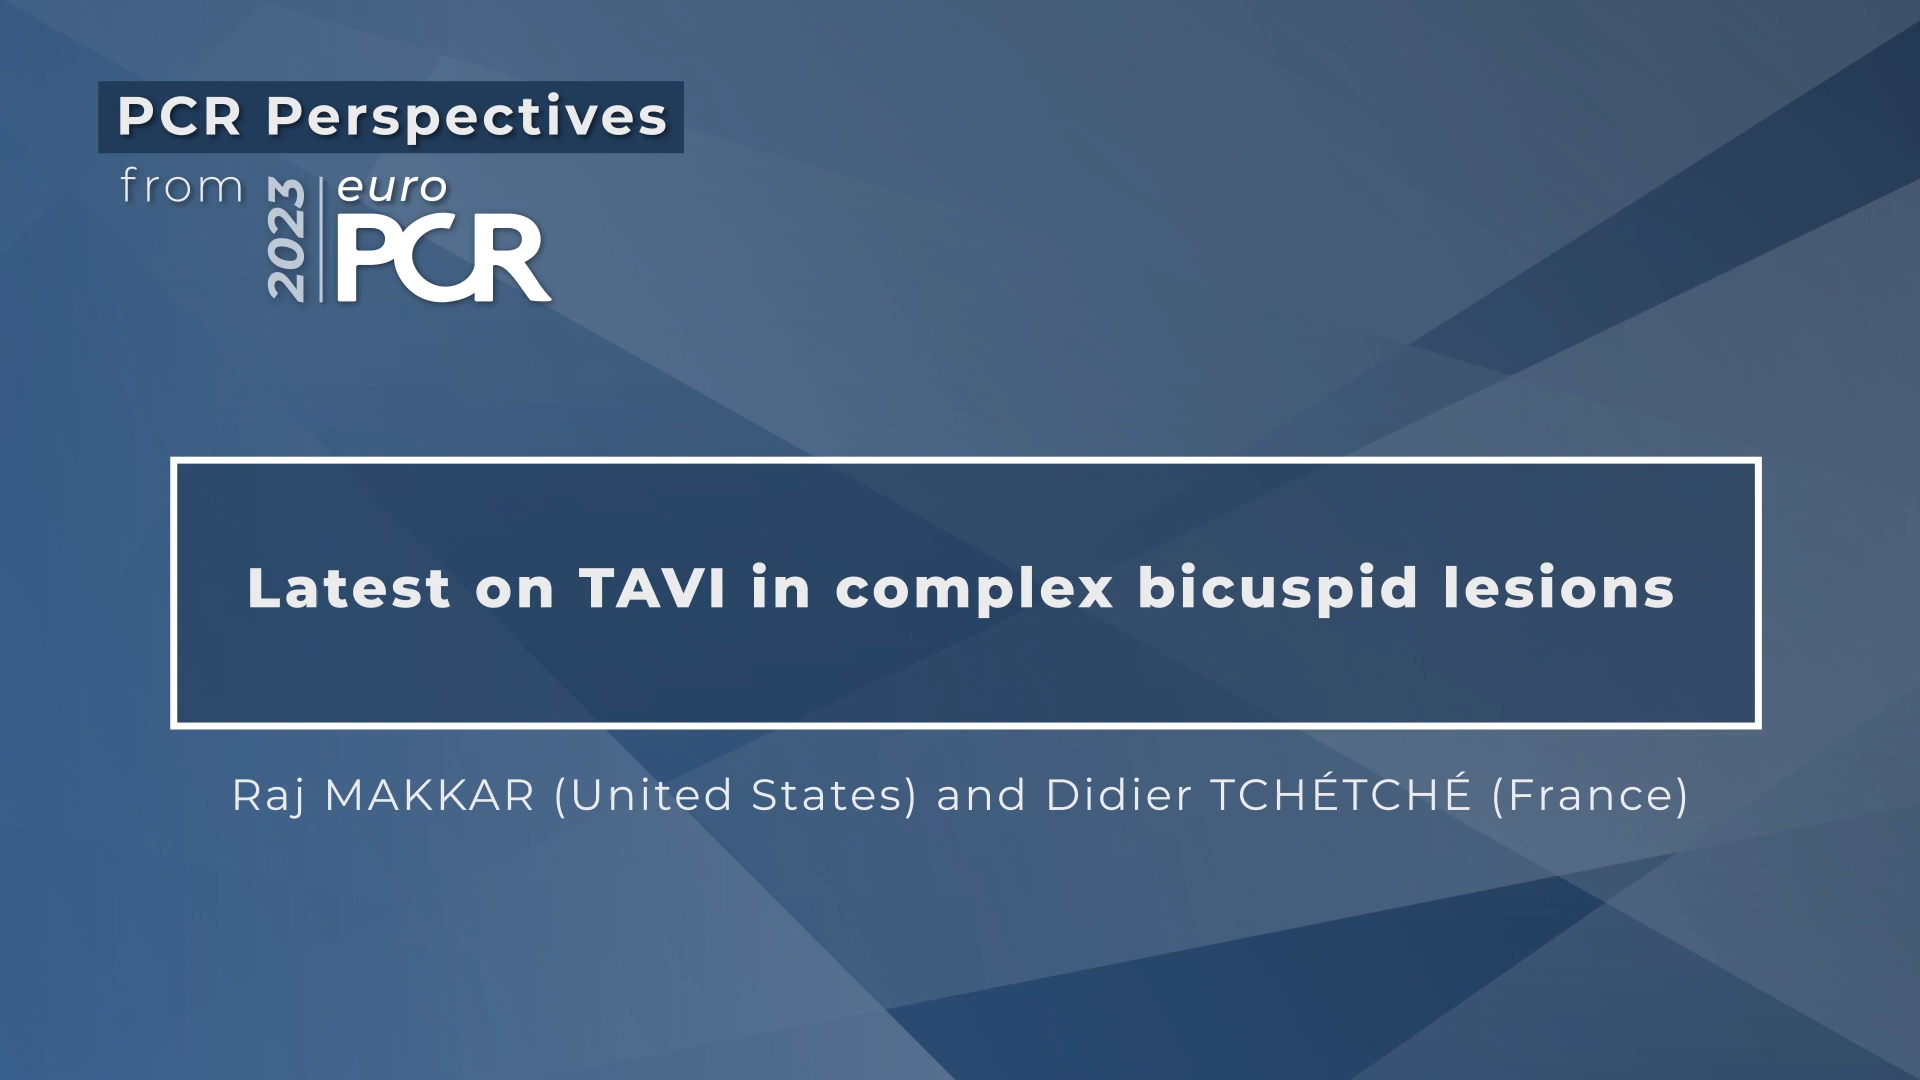 PCR Perspectives
from 2023 euro
PCR
Latest on TAVI in complex bicuspid lesions
Raj MAKKAR (United States) and Didier TCHÉTCHÉ (France)